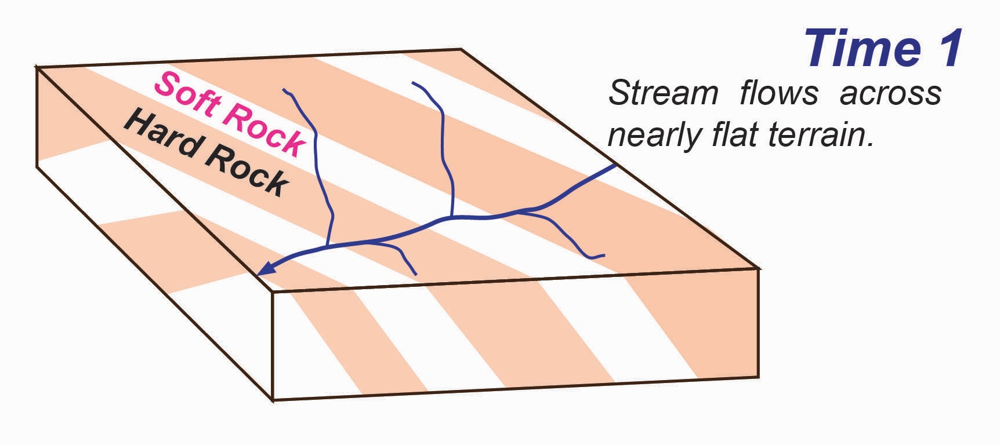 Time 1
Stream flows across
nearly flat terrain.
Soft Rock
Hard Rock